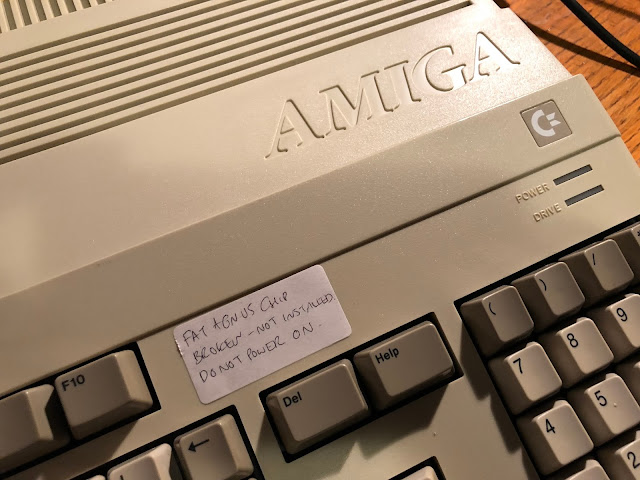 AMIGA
POWER
DRIVE
FAT AGNUS CHIP
BROKEN - NOT INSTALLED.
DO NOT POWER ON.
F10
Del
Help
←
( ) /
7 8 9
4 5
2